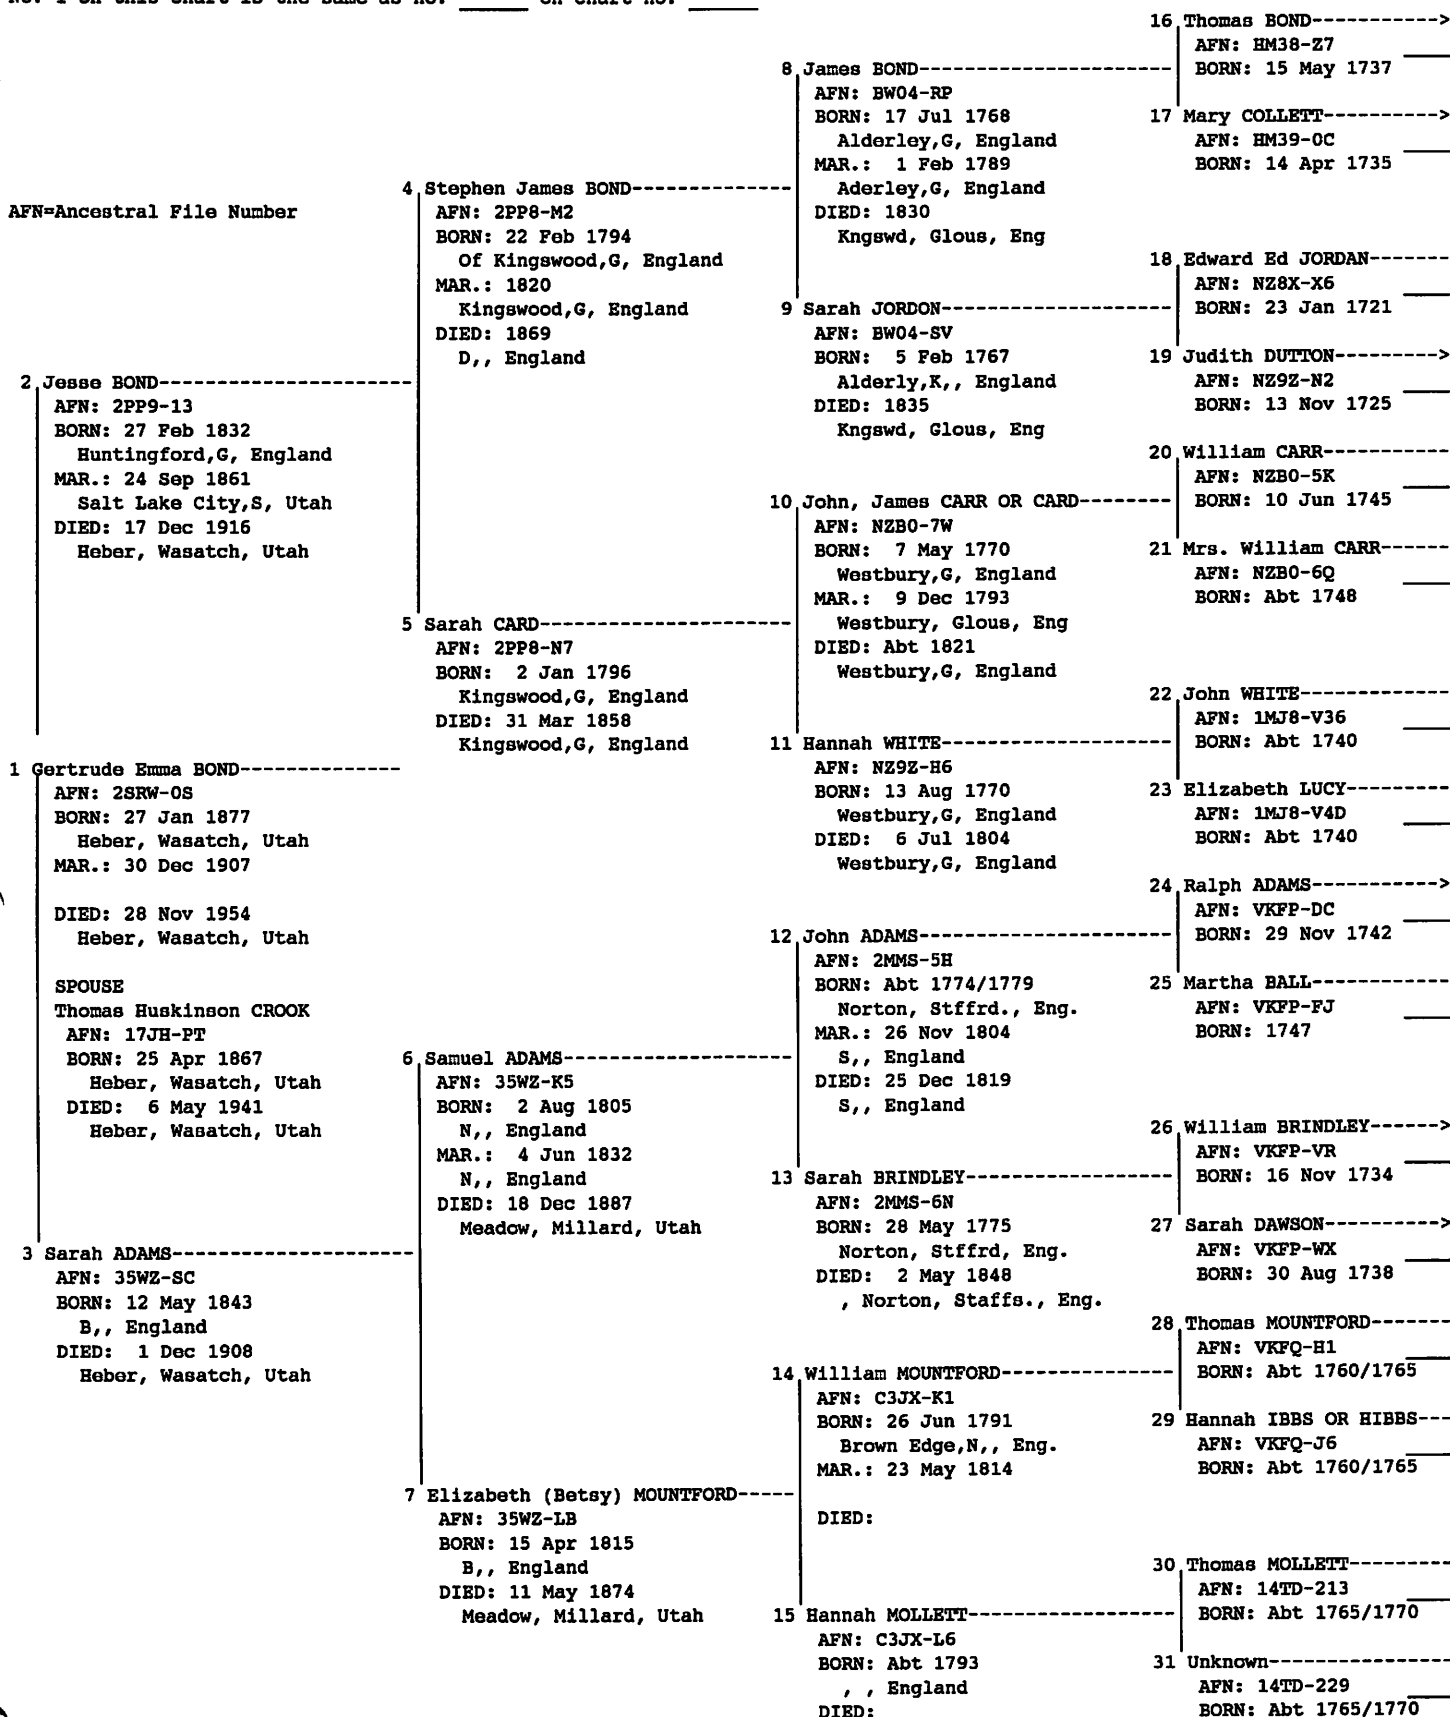 No. 1 on this chart is the same as no. ______ on chart no. ______
AFN=Ancestral File Number
1 Gertrude Emma BOND--------------
AFN: 2SRW-0S
BORN: 27 Jan 1877
Heber, Wasatch, Utah
MAR.: 30 Dec 1907
DIED: 28 Nov 1954
Heber, Wasatch, Utah
SPOUSE
Thomas Huskinson CROOK
AFN: 17JH-PT
BORN: 25 Apr 1867
Heber, Wasatch, Utah
DIED: 6 May 1941
Heber, Wasatch, Utah
2 Jesse BOND----------------------
AFN: 2PP9-13
BORN: 27 Feb 1832
Huntingford,G, England
MAR.: 24 Sep 1861
Salt Lake City,S, Utah
DIED: 17 Dec 1916
Heber, Wasatch, Utah
3 Sarah ADAMS---------------------
AFN: 35WZ-SC
BORN: 12 May 1843
B,, England
DIED: 1 Dec 1908
Heber, Wasatch, Utah
4 Stephen James BOND--------------
AFN: 2PP8-M2
BORN: 22 Feb 1794
Of Kingswood,G, England
MAR.: 1820
Kingswood,G, England
DIED: 1869
D,, England
5 Sarah CARD----------------------
AFN: 2PP8-N7
BORN: 2 Jan 1796
Kingswood,G, England
DIED: 31 Mar 1858
Kingswood,G, England
6 Samuel ADAMS--------------------
AFN: 35WZ-K5
BORN: 2 Aug 1805
N,, England
MAR.: 4 Jun 1832
N,, England
DIED: 18 Dec 1887
Meadow, Millard, Utah
7 Elizabeth (Betsy) MOUNTFORD-----
AFN: 35WZ-LB
BORN: 15 Apr 1815
B,, England
DIED: 11 May 1874
Meadow, Millard, Utah
8 James BOND----------------------
AFN: BW04-RP
BORN: 17 Jul 1768
Alderley,G, England
MAR.: 1 Feb 1789
Aderley,G, England
DIED: 1830
Kngswd, Glous, Eng
9 Sarah JORDON--------------------
AFN: BW04-SV
BORN: 5 Feb 1767
Alderly,K,, England
DIED: 1835
Kngswd, Glous, Eng
10 John, James CARR OR CARD--------
AFN: NZB0-7W
BORN: 7 May 1770
Westbury,G, England
MAR.: 9 Dec 1793
Westbury, Glous, Eng
DIED: Abt 1821
Westbury,G, England
11 Hannah WHITE--------------------
AFN: NZ9Z-H6
BORN: 13 Aug 1770
Westbury,G, England
DIED: 6 Jul 1804
Westbury,G, England
12 John ADAMS----------------------
AFN: 2MMS-5H
BORN: Abt 1774/1779
Norton, Stffrd., Eng.
MAR.: 26 Nov 1804
S,, England
DIED: 25 Dec 1819
S,, England
13 Sarah BRINDLEY------------------
AFN: 2MMS-6N
BORN: 28 May 1775
Norton, Stffrd, Eng.
DIED: 2 May 1848
, Norton, Staffs., Eng.
14 William MOUNTFORD---------------
AFN: C3JX-K1
BORN: 26 Jun 1791
Brown Edge,N,, Eng.
MAR.: 23 May 1814
DIED:
15 Hannah MOLLETT------------------
AFN: C3JX-L6
BORN: Abt 1793
, , England
DIED:
16 Thomas BOND----------->
AFN: HM38-Z7
BORN: 15 May 1737
17 Mary COLLETT---------->
AFN: HM39-0C
BORN: 14 Apr 1735
18 Edward Ed JORDAN-------
AFN: NZ8X-X6
BORN: 23 Jan 1721
19 Judith DUTTON--------->
AFN: NZ9Z-N2
BORN: 13 Nov 1725
20 William CARR-----------
AFN: NZB0-5K
BORN: 10 Jun 1745
21 Mrs. William CARR------
AFN: NZB0-6Q
BORN: Abt 1748
22 John WHITE-------------
AFN: 1MJ8-V36
BORN: Abt 1740
23 Elizabeth LUCY---------
AFN: 1MJ8-V4D
BORN: Abt 1740
24 Ralph ADAMS----------->
AFN: VKFP-DC
BORN: 29 Nov 1742
25 Martha BALL------------
AFN: VKFP-FJ
BORN: 1747
26 William BRINDLEY------>
AFN: VKFP-VR
BORN: 16 Nov 1734
27 Sarah DAWSON---------->
AFN: VKFP-WX
BORN: 30 Aug 1738
28 Thomas MOUNTFORD-------
AFN: VKFQ-H1
BORN: Abt 1760/1765
29 Hannah IBBS OR HIBBS---
AFN: VKFQ-J6
BORN: Abt 1760/1765
30 Thomas MOLLETT---------
AFN: 14TD-213
BORN: Abt 1765/1770
31 Unknown----------------
AFN: 14TD-229
BORN: Abt 1765/1770